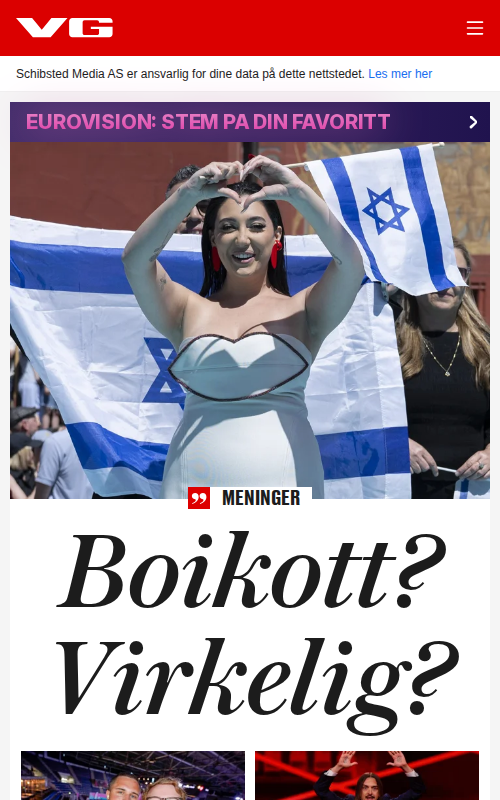 VG
Schibsted Media AS er ansvarlig for dine data på dette nettstedet. Les mer her
EUROVISION: STEM PA DIN FAVORITT
MENINGER
Boikott?
Virkelig?